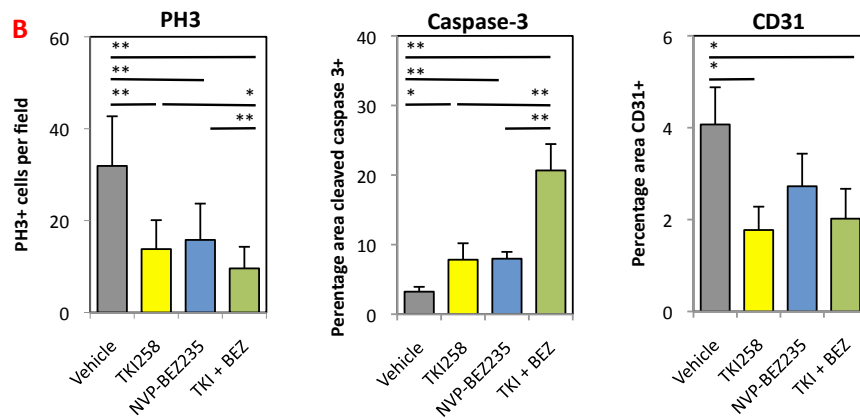 B
PH3
PH3+ cells per field
60
40
20
0
**
**
** *
**
Vehicle
TKI258
NVP-BEZ235
TKI + BEZ
Caspase-3
Perentage area cleaved caspase 3+
40
30
20
10
0
**
**
* **
**
Vehicle
TKI258
NVP-BEZ235
TKI + BEZ
CD31
Percentage area CD31+
6
4
2
0
*
*
Vehicle
TKI258
NVP-BEZ235
TKI + BEZ